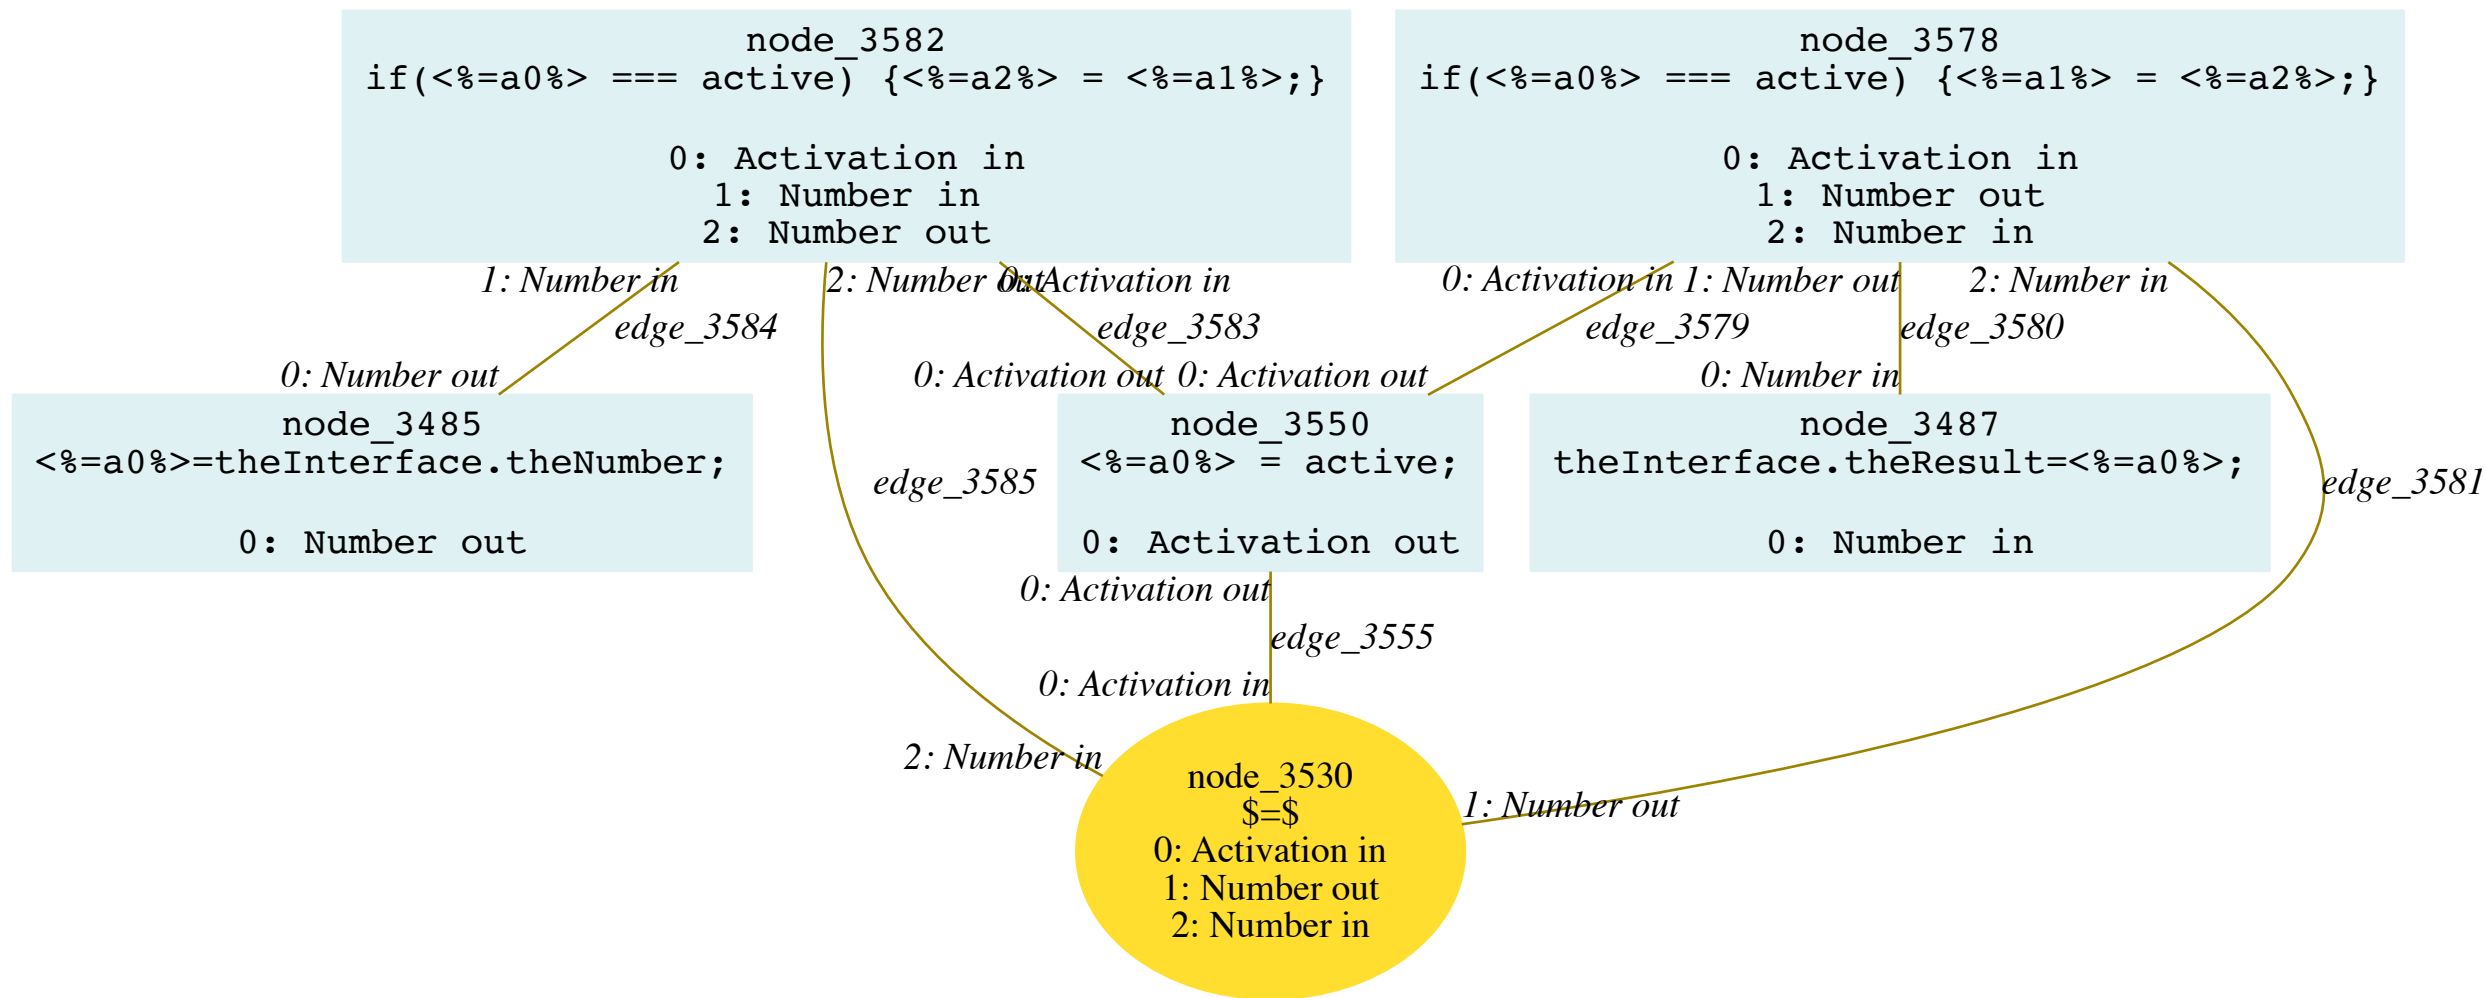 node_3582
if(<%=a0%> === active) {<%=a2%> = <%=a1%>;}
0: Activation in
1: Number in
2: Number out
node_3578
if(<%=a0%> === active) {<%=a1%> = <%=a2%>;}
0: Activation in
1: Number out
2: Number in
1: Number in
2: Number out
0: Activation in
0: Activation in
1: Number out
2: Number in
edge_3584
edge_3583
edge_3579
edge_3580
0: Number out
0: Activation out
0: Activation out
0: Number in
node_3485
<%=a0%>=theInterface.theNumber;
0: Number out
edge_3585
node_3550
<%=a0%> = active;
0: Activation out
node_3487
theInterface.theResult=<%=a0%>;
0: Number in
edge_3581
0: Activation out
edge_3555
0: Activation in
2: Number in
1: Number out
node_3530
$=$
0: Activation in
1: Number out
2: Number in